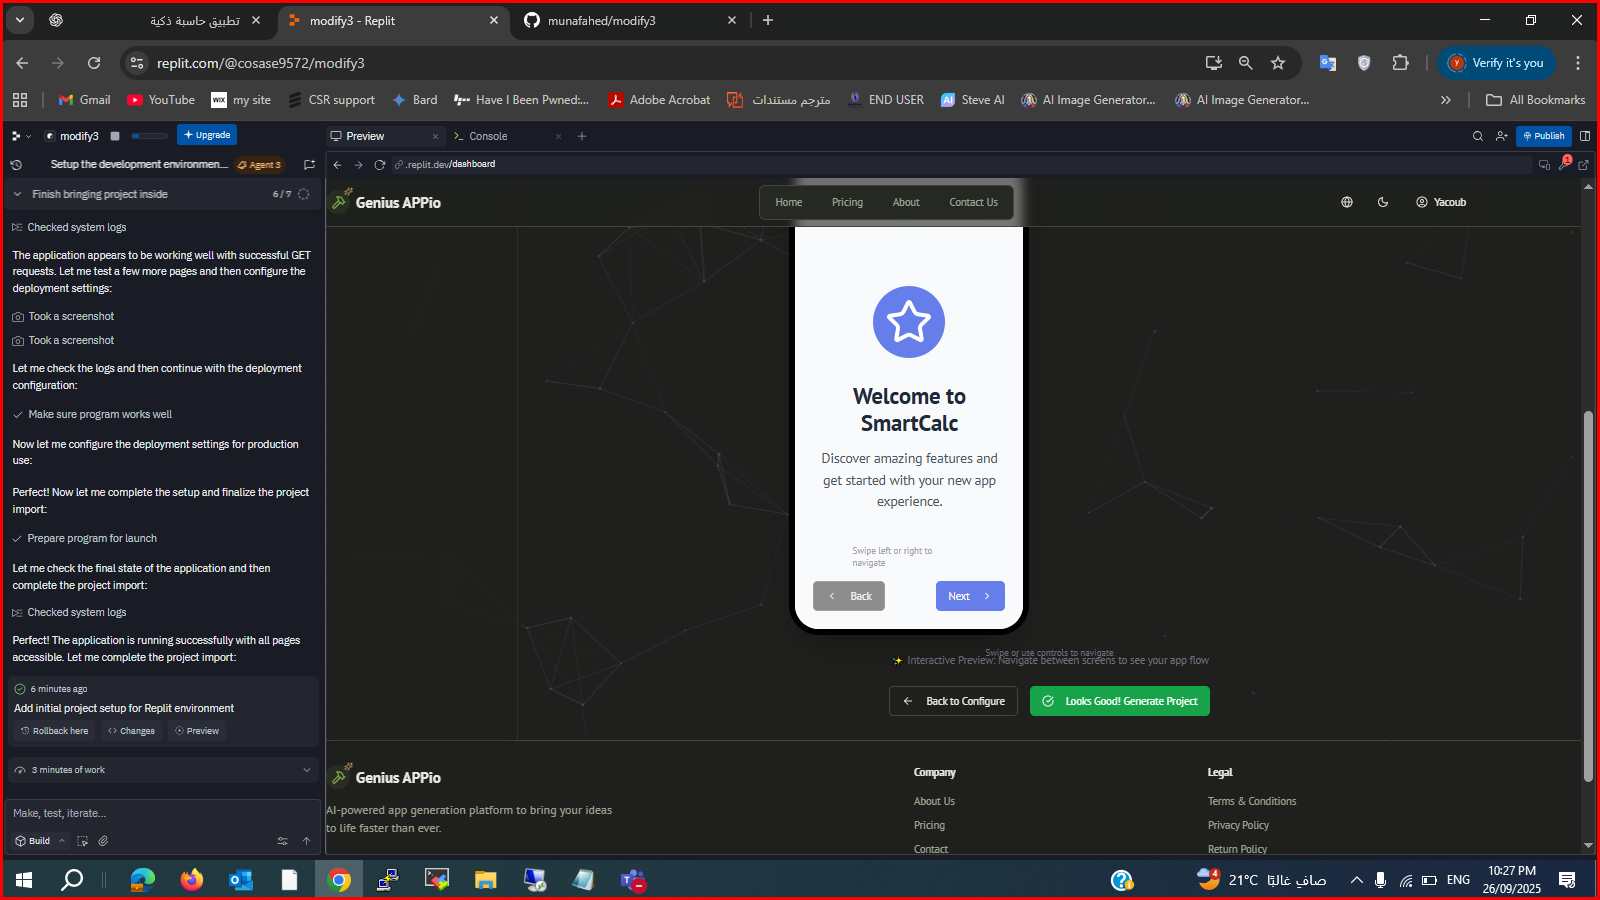 تطبيق حاسبة ذكية
modify3 - Replit
munafahed/modify3
replit.com/@cosase9572/modify3
Verify it's you
Gmail
YouTube
WIX my site
CSR support
Bard
Have I Been Pwned:...
Adobe Acrobat
مترجم مستندات
END USER
AI Steve AI
AI Image Generator...
AI Image Generator...
All Bookmarks
modify3
Upgrade
Preview
Console
Publish
Setup the development environmen...
Agent 3
.replit.dev/dashboard
1
Finish bringing project inside
6 / 7
Checked system logs
The application appears to be working well with successful GET
requests. Let me test a few more pages and then configure the
deployment settings:
Took a screenshot
Took a screenshot
Let me check the logs and then continue with the deployment
configuration:
Make sure program works well
Now let me configure the deployment settings for production
use:
Perfect! Now let me complete the setup and finalize the project
import:
Prepare program for launch
Let me check the final state of the application and then
complete the project import:
Checked system logs
Perfect! The application is running successfully with all pages
accessible. Let me complete the project import:
6 minutes ago
Add initial project setup for Replit environment
Rollback here
Changes
Preview
3 minutes of work
Make, test, iterate...
Build
Genius APPio
Home
Pricing
About
Contact Us
Yacoub
Welcome to
SmartCalc
Discover amazing features and
get started with your new app
experience.
Swipe left or right to
navigate
Back
Next
Swipe or use controls to navigate
Interactive Preview: Navigate between screens to see your app flow
Back to Configure
Looks Good! Generate Project
Genius APPio
AI-powered app generation platform to bring your ideas
to life faster than ever.
Company
About Us
Pricing
Contact
Legal
Terms & Conditions
Privacy Policy
Return Policy
4
21°C
صافٍ غالبًا
ENG
10:27 PM
26/09/2025